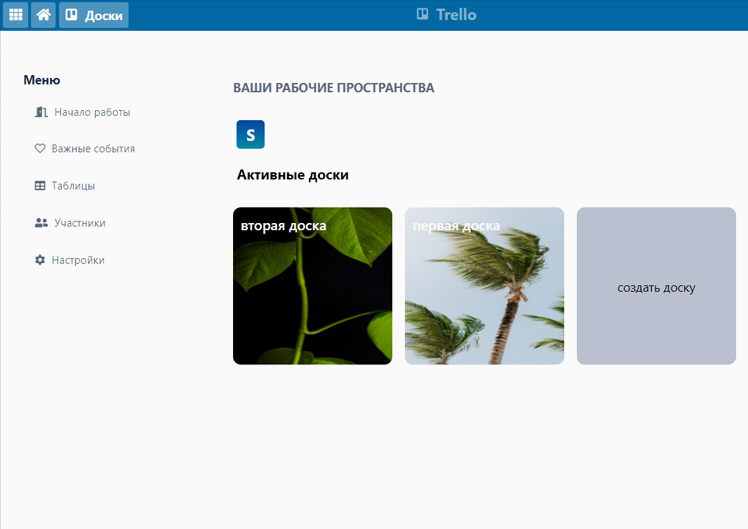 Доски
Trello
Меню
Начало работы
Важные события
Таблицы
Участники
Настройки
ВАШИ РАБОЧИЕ ПРОСТРАНСТВА
S
Активные доски
вторая доска
первая доска
создать доску